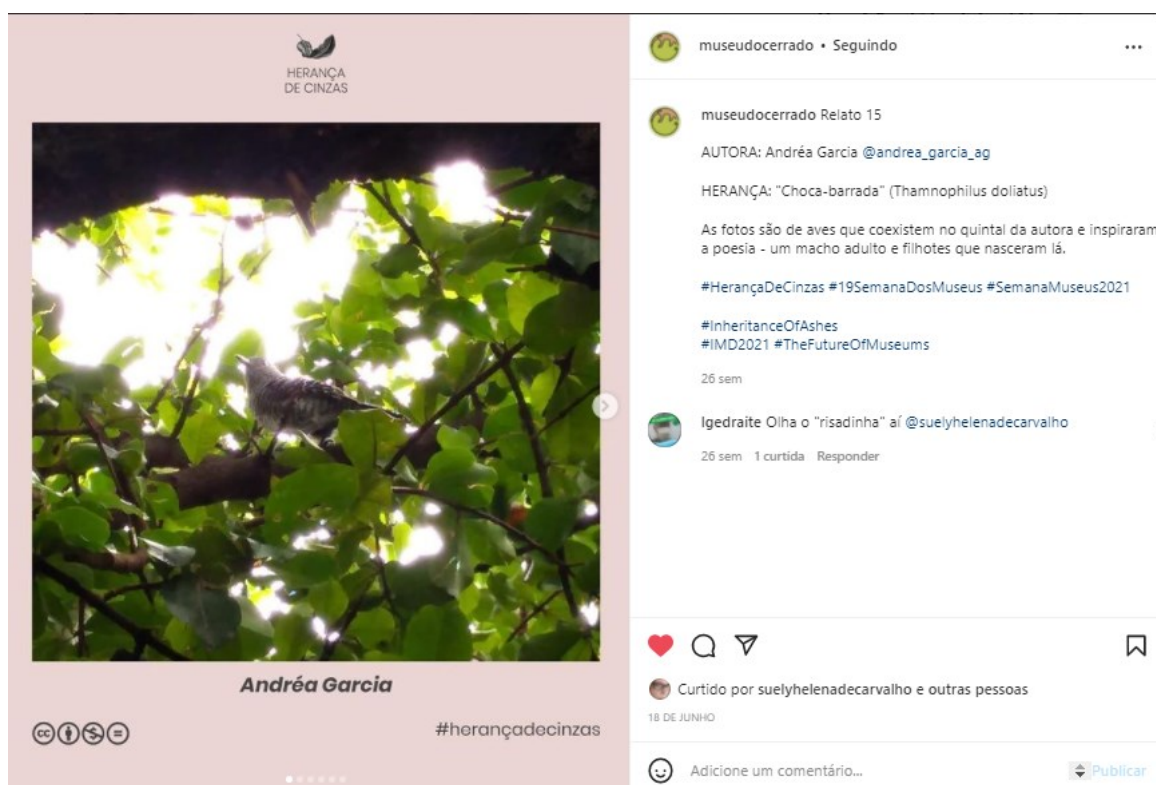 HERANÇA
DE CINZAS
Andréa Garcia
#herançadecinzas
museudocerrado • Seguindo
museudocerrado Relato 15
AUTORA: Andréa Garcia @andrea_garcia_ag
HERANÇA: "Choca-barrada" (Thamnophilus doliatus)
As fotos são de aves que coexistem no quintal da autora e inspiraram
a poesia - um macho adulto e filhotes que nasceram lá.
#HerançaDeCinzas #19SemanaDosMuseus #SemanaMuseus2021
#InheritanceOfAshes
#IMD2021 #TheFutureOfMuseums
26 sem
lgedraite Olha o "risadinha" aí @suelyhelenadecarvalho
26 sem 1 curtida Responder
Curtido por suelyhelenadecarvalho e outras pessoas
18 DE JUNHO
Adicione um comentário...
Publicar